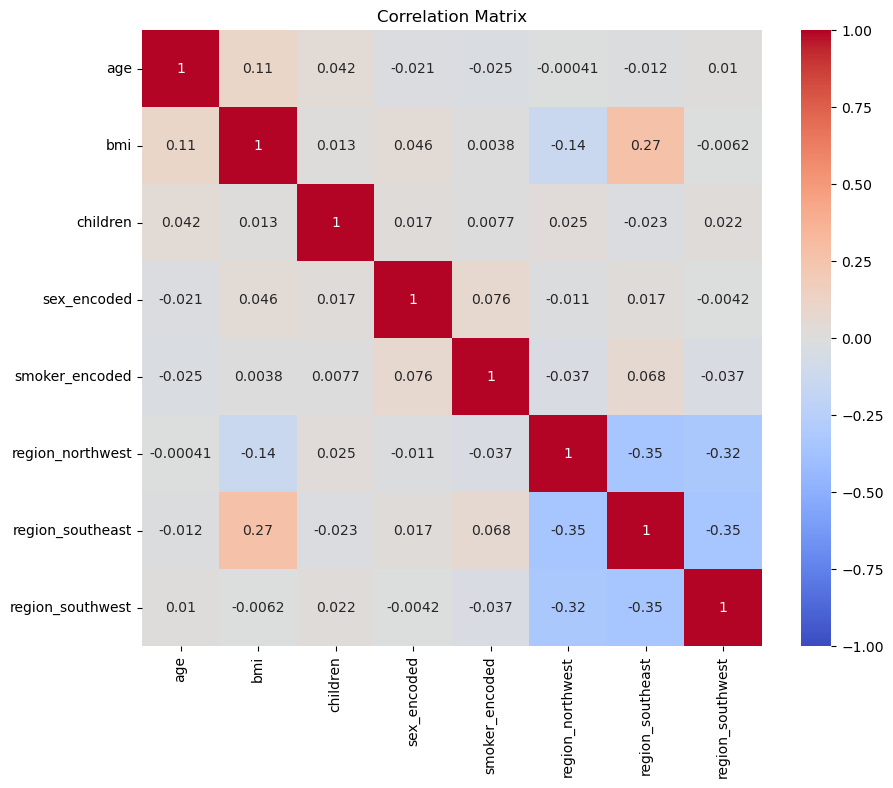 Correlation Matrix
age 1 0.11 0.042 -0.021 -0.025 -0.00041 -0.012 0.01
bmi 0.11 1 0.013 0.046 0.0038 -0.14 0.27 -0.0062
children 0.042 0.013 1 0.017 0.0077 0.025 -0.023 0.022
sex_encoded -0.021 0.046 0.017 1 0.076 -0.011 0.017 -0.0042
smoker_encoded -0.025 0.0038 0.0077 0.076 1 -0.037 0.068 -0.037
region_northwest -0.00041 -0.14 0.025 -0.011 -0.037 1 -0.35 -0.32
region_southeast -0.012 0.27 -0.023 0.017 0.068 -0.35 1 -0.35
region_southwest 0.01 -0.0062 0.022 -0.0042 -0.037 -0.32 -0.35 1
age
bmi
children
sex_encoded
smoker_encoded
region_northwest
region_southeast
region_southwest
1.00
0.75
0.50
0.25
0.00
−0.25
−0.50
−0.75
−1.00